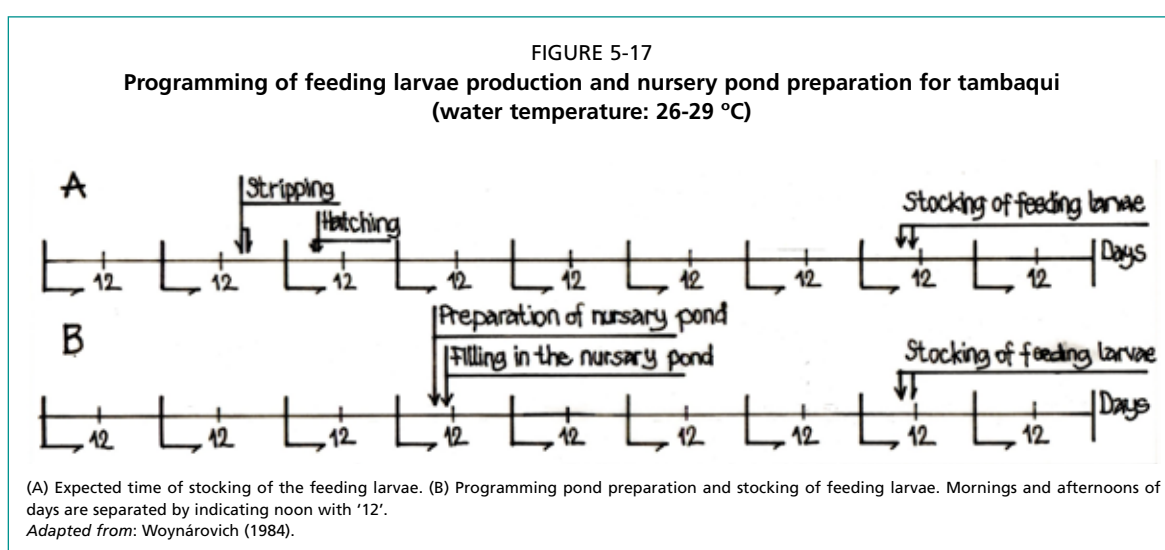 FIGURE 5-17
Programming of feeding larvae production and nursery pond preparation for tambaqui
(water temperature: 26-29 ºC)
A
Stripping
Hatching
Stocking of feeding larvae
12 12 12 12 12 12 12 12 12 Days
B
Preparation of nursary pond
Filling in the nursary pond
Stocking of feeding larvae
12 12 12 12 12 12 12 12 12 Days
(A) Expected time of stocking of the feeding larvae. (B) Programming pond preparation and stocking of feeding larvae. Mornings and afternoons of
days are separated by indicating noon with ‘12’.
Adapted from: Woynárovich (1984).